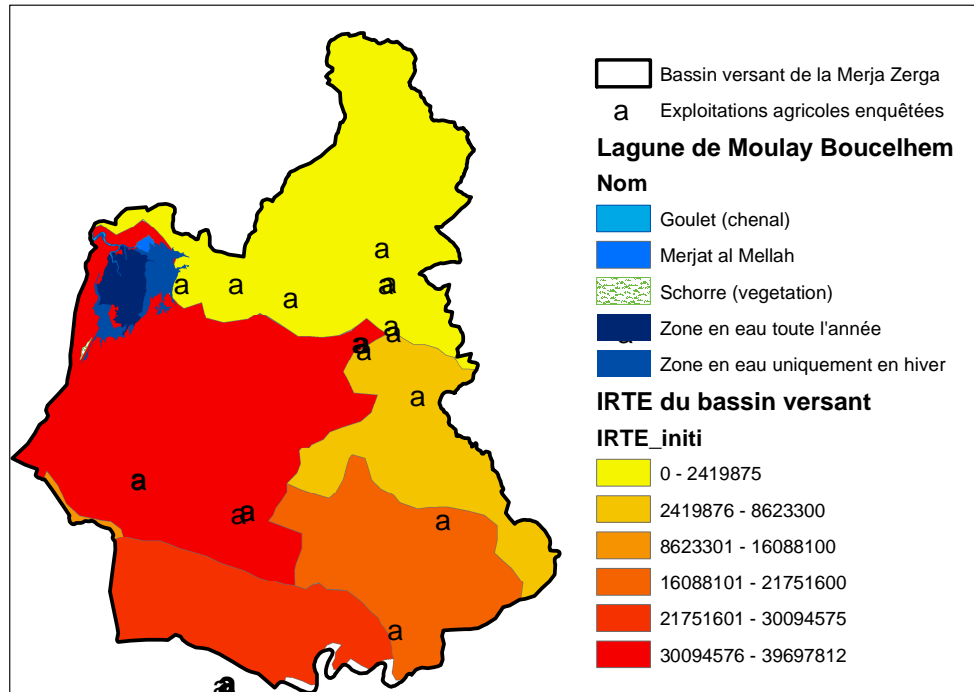 Bassin versant de la Merja Zerga
a Exploitations agricoles enquêtées
Lagune de Moulay Boucelhem
Nom
Goulet (chenal)
Merjat al Mellah
Schorre (vegetation)
Zone en eau toute l'année
Zone en eau uniquement en hiver
IRTE du bassin versant
IRTE_initi
0 - 2419875
2419876 - 8623300
8623301 - 16088100
16088101 - 21751600
21751601 - 30094575
30094576 - 39697812
a
a a a a
a
a
a
a
a
a
a
a a
a
a
a a